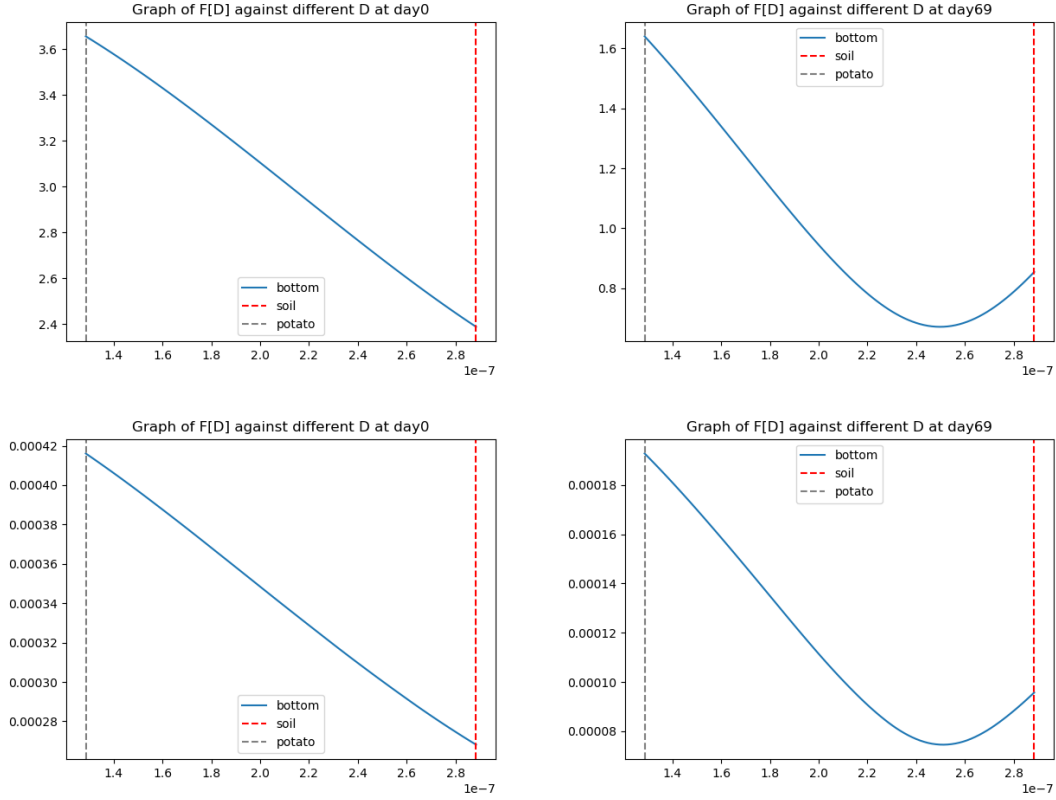 Graph of F[D] against different D at day0
3.6
3.4
3.2
3.0
2.8
2.6
2.4
bottom
soil
potato
1.4
1.6
1.8
2.0
2.2
2.4
2.6
2.8
1e−7
Graph of F[D] against different D at day69
1.6
1.4
1.2
1.0
0.8
bottom
soil
potato
1.4
1.6
1.8
2.0
2.2
2.4
2.6
2.8
1e−7
Graph of F[D] against different D at day0
0.00042
0.00040
0.00038
0.00036
0.00034
0.00032
0.00030
0.00028
bottom
soil
potato
1.4
1.6
1.8
2.0
2.2
2.4
2.6
2.8
1e−7
Graph of F[D] against different D at day69
0.00018
0.00016
0.00014
0.00012
0.00010
0.00008
bottom
soil
potato
1.4
1.6
1.8
2.0
2.2
2.4
2.6
2.8
1e−7